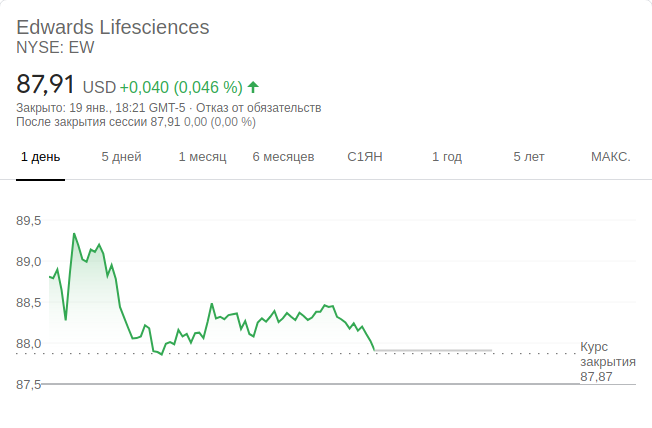 Edwards Lifesciences
NYSE: EW
87,91 USD +0,040 (0,046 %)
Закрыто: 19 янв., 18:21 GMT-5 · Отказ от обязательств
После закрытия сессии 87,91 0,00 (0,00 %)
1 день 5 дней 1 месяц 6 месяцев С1ЯН 1 год 5 лет МАКС.
89,5
89,0
88,5
88,0
Курс
закрытия
87,87
87,5